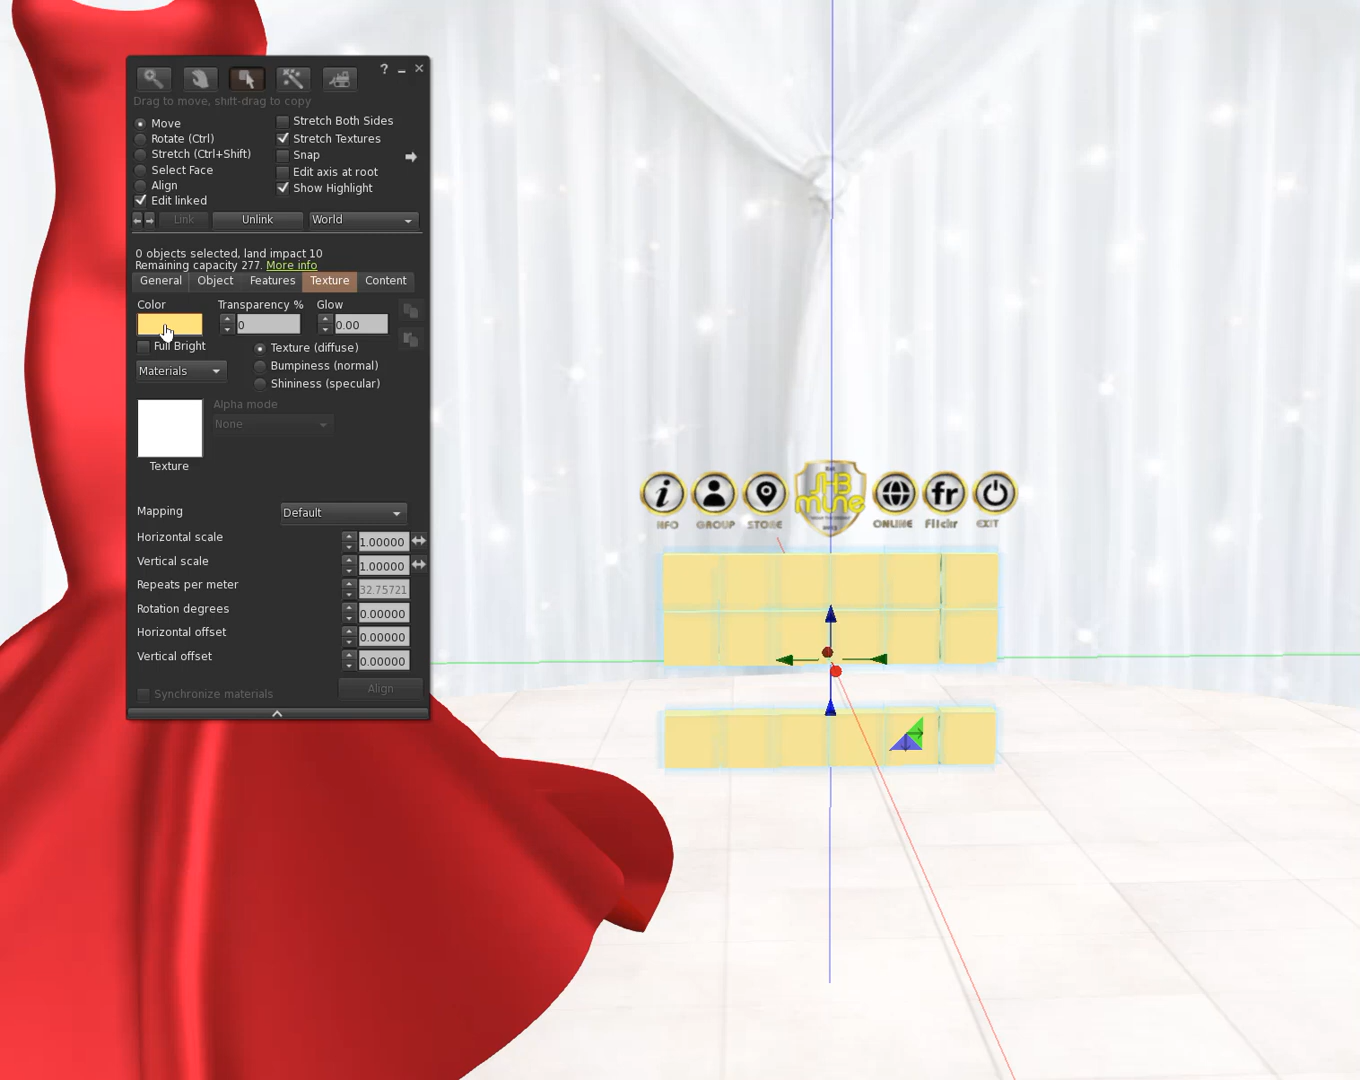 ?
Drag to move, shift-drag to copy
Move
Rotate (Ctrl)
Stretch (Ctrl+Shift)
Select Face
Align
Edit linked
Stretch Both Sides
Stretch Textures
Snap
Edit axis at root
Show Highlight
Link Unlink World
0 objects selected, land impact 10
Remaining capacity 277. More info
General Object Features Texture Content
Color Transparency % Glow
0 0.00
Full Bright
Texture (diffuse)
Bumpiness (normal)
Shininess (specular)
Materials
Alpha mode
None
Texture
Mapping Default
Horizontal scale 1.00000
Vertical scale 1.00000
Repeats per meter 32.75721
Rotation degrees 0.00000
Horizontal offset 0.00000
Vertical offset 0.00000
Synchronize materials Align
i JHB fr
mune
NFO GROUP STORE ONLINE Flickr EXIT